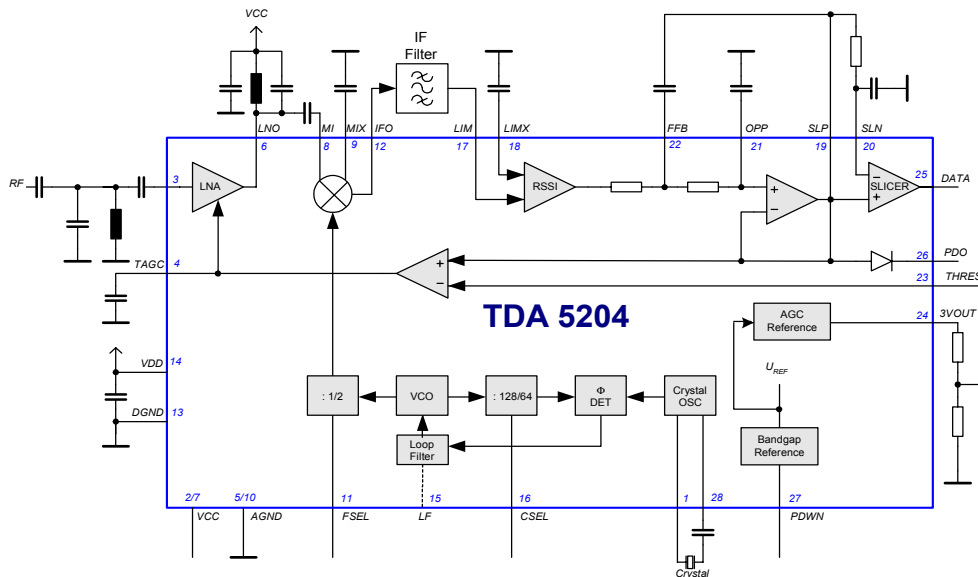 VCC
IF
Filter
LNO
MI
MIX
IFO
LIM
LIMX
FFB
OPP
SLP
SLN
6
8
9
12
17
18
22
21
19
20
RF
3
LNA
RSSI
+
−
−
SLICER
+
25
DATA
TAGC
4
+
−
26
PDO
23
THRES
TDA 5204
AGC
Reference
24
3VOUT
VDD
14
U_REF
DGND
13
: 1/2
VCO
: 128/64
Φ
DET
Crystal
OSC
Loop
Filter
Bandgap
Reference
2/7
5/10
11
15
16
1
28
27
VCC
AGND
FSEL
LF
CSEL
PDWN
Crystal